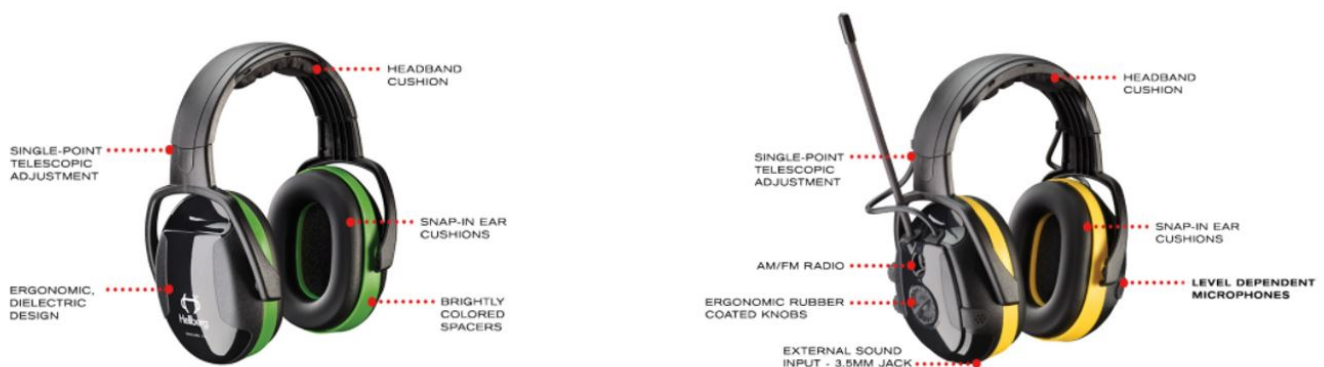 HEADBAND
CUSHION
SINGLE-POINT
TELESCOPIC
ADJUSTMENT
SNAP-IN EAR
CUSHIONS
ERGONOMIC,
DIELECTRIC
DESIGN
BRIGHTLY
COLORED
SPACERS
Hellberg
HEADBAND
CUSHION
SINGLE-POINT
TELESCOPIC
ADJUSTMENT
SNAP-IN EAR
CUSHIONS
AM/FM RADIO
LEVEL DEPENDENT
MICROPHONES
ERGONOMIC RUBBER
COATED KNOBS
EXTERNAL SOUND
INPUT - 3.5MM JACK